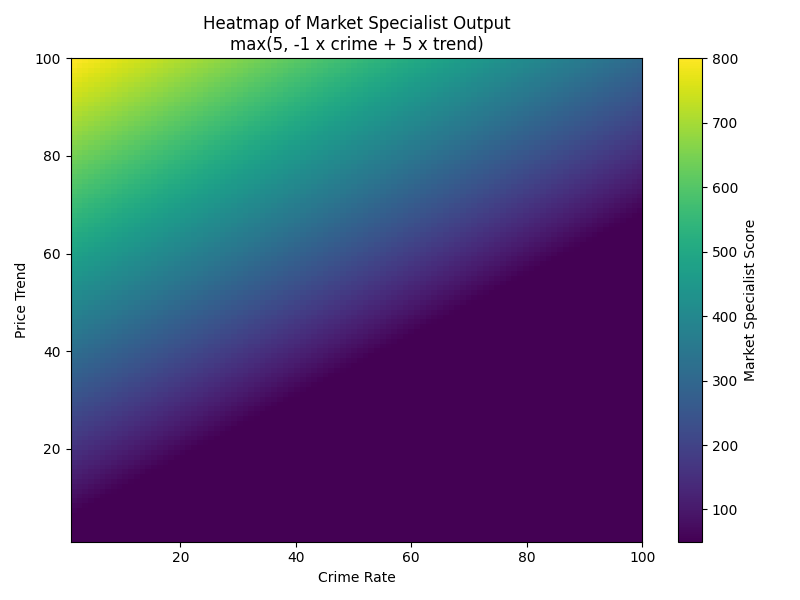 Heatmap of Market Specialist Output
max(5, -1 x crime + 5 x trend)
100
80
60
40
20
Price Trend
20 40 60 80 100
Crime Rate
800
700
600
500
400
300
200
100
Market Specialist Score